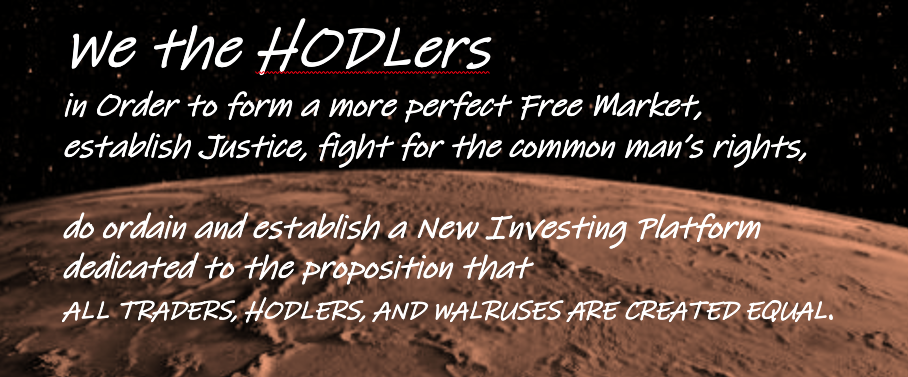 We the HODLers
in Order to form a more perfect Free Market,
establish Justice, fight for the common man's rights,
do ordain and establish a New Investing Platform
dedicated to the proposition that
ALL TRADERS, HODLERS, AND WALRUSES ARE CREATED EQUAL.